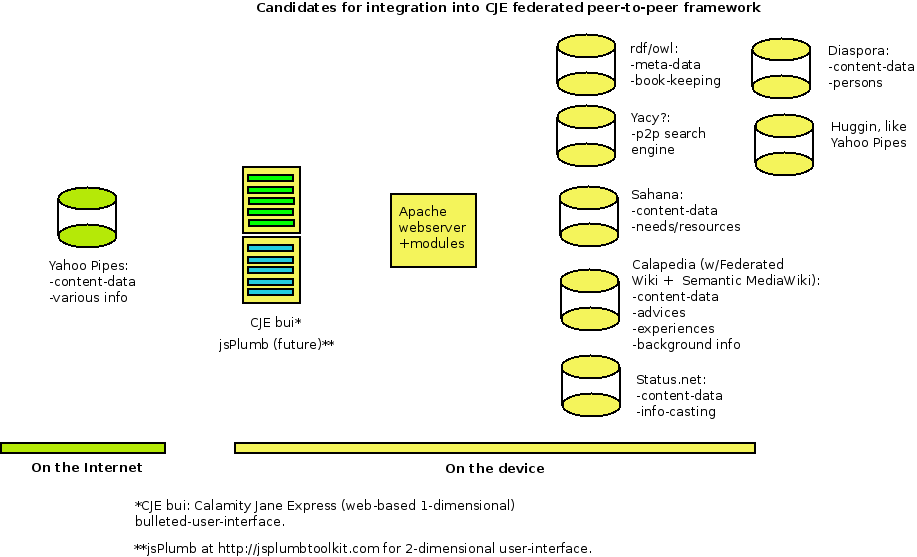 Candidates for integration into CJE federated peer-to-peer framework
rdf/owl:
-meta-data
-book-keeping
Diaspora:
-content-data
-persons
Yacy?:
-p2p search
engine
Huggin, like
Yahoo Pipes
Sahana:
-content-data
-needs/resources
Apache
webserver
+modules
Yahoo Pipes:
-content-data
-various info
CJE bui*
jsPlumb (future)**
Calapedia (w/Federated
Wiki + Semantic MediaWiki):
-content-data
-advices
-experiences
-background info
Status.net:
-content-data
-info-casting
On the Internet
On the device
*CJE bui: Calamity Jane Express (web-based 1-dimensional)
bulleted-user-interface.
**jsPlumb at http://jsplumbtoolkit.com for 2-dimensional user-interface.